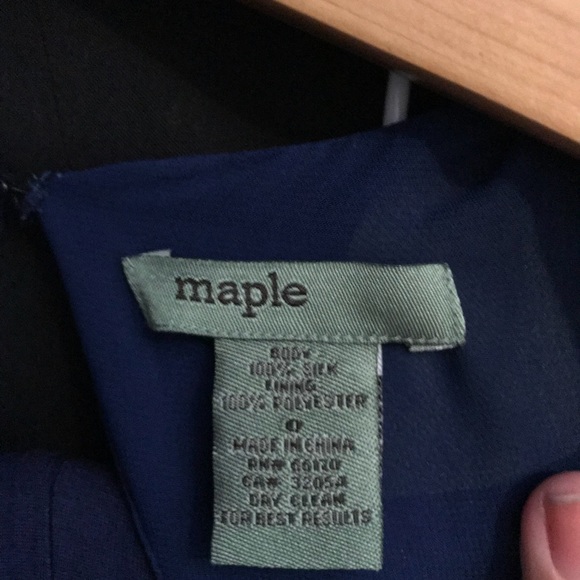 maple
BODY-
100% SILK
LINING
100% POLYESTER
0
MADE IN CHINA
RN# 66170
CA# 32054
DRY CLEAN
FOR BEST RESULTS